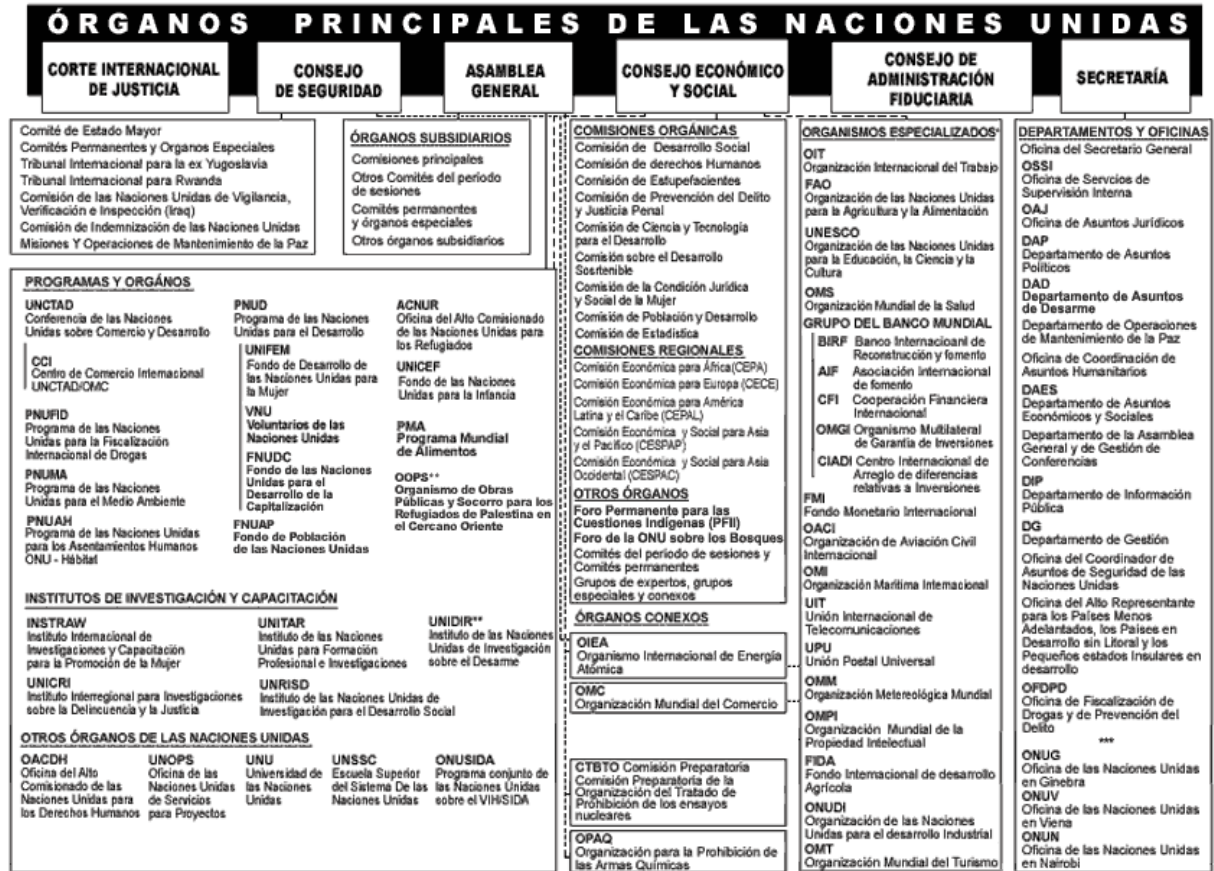 ÓRGANOS PRINCIPALES DE LAS NACIONES UNIDAS
CORTE INTERNACIONAL
DE JUSTICIA
CONSEJO
DE SEGURIDAD
ASAMBLEA
GENERAL
CONSEJO ECONÓMICO
Y SOCIAL
CONSEJO DE
ADMINISTRACIÓN
FIDUCIARIA
SECRETARÍA
Comité de Estado Mayor
Comités Permanentes y Organos Especiales
Tribunal Internacional para la ex Yugoslavia
Tribunal Internacional para Rwanda
Comisión de las Naciones Unidas de Vigilancia,
Verificación e Inspección (Iraq)
Comisión de Indemnización de las Naciones Unidas
Misiones Y Operaciones de Mantenimiento de la Paz
ÓRGANOS SUBSIDIARIOS
Comisiones principales
Otros Comités del período
de sesiones
Comités permanentes
y órganos especiales
Otros órganos subsidiarios
PROGRAMAS Y ORGÁNOS
UNCTAD
Conferencia de las Naciones
Unidas sobre Comercio y Desarrollo
CCI
Centro de Comercio Internacional
UNCTAD/OMC
PNUFID
Programa de las Naciones
Unidas para la Fiscalización
Internacional de Drogas
PNUMA
Programa de las Naciones
Unidas para el Medio Ambiente
PNUAH
Programa de las Naciones Unidas
para los Asentamientos Humanos
ONU - Hábitat
PNUD
Programa de las Naciones
Unidas para el Desarrollo
UNIFEM
Fondo de Desarrollo de
las Naciones Unidas para
la Mujer
VNU
Voluntarios de las
Naciones Unidas
FNUDC
Fondo de las Naciones
Unidas para el
Desarrollo de la
Capitalización
FNUAP
Fondo de Población
de las Naciones Unidas
ACNUR
Oficina del Alto Comisionado
de las Naciones Unidas para
los Refugiados
UNICEF
Fondo de las Naciones
Unidas para la Infancia
PMA
Programa Mundial
de Alimentos
OOPS**
Organismo de Obras
Públicas y Socorro para los
Refugiados de Palestina en
el Cercano Oriente
INSTITUTOS DE INVESTIGACIÓN Y CAPACITACIÓN
INSTRAW
Instituto Internacional de
Investigaciones y Capacitación
para la Promoción de la Mujer
UNICRI
Instituto Interregional para Investigaciones
sobre la Delincuencia y la Justicia
UNITAR
Instituto de las Naciones
Unidas para Formación
Profesional e Investigaciones
UNRISD
Instituto de las Naciones Unidas de
Investigación para el Desarrollo Social
UNIDIR**
Instituto de las Naciones
Unidas de Investigación
sobre el Desarme
OTROS ÓRGANOS DE LAS NACIONES UNIDAS
OACDH
Oficina del Alto
Comisionado de las
Naciones Unidas para
los Derechos Humanos
UNOPS
Oficina de las
Naciones Unidas
de Servicios
para Proyectos
UNU
Universidad de
las Naciones
Unidas
UNSSC
Escuela Superior
del Sistema De las
Naciones Unidas
ONUSIDA
Programa conjunto de
las Naciones Unidas
sobre el VIH/SIDA
COMISIONES ORGÁNICAS
Comisión de Desarrollo Social
Comisión de derechos Humanos
Comisión de Estupefacientes
Comisión de Prevención del Delito
y Justicia Penal
Comisión de Ciencia y Tecnología
para el Desarrollo
Comisión sobre el Desarrollo
Sosrtenible
Comisión de la Condición Jurídica
y Social de la Mujer
Comisión de Población y Desarrollo
Comisión de Estadística
COMISIONES REGIONALES
Comisión Económica para África(CEPA)
Comisión Económica para Europa (CECE)
Comisión Económica para América
Latina y el Caribe (CEPAL)
Comisión Económica y Social para Asia
y el Pacífico (CESPAP)
Comisión Económica y Social para Asia
Occidental (CESPAC)
OTROS ÓRGANOS
Foro Permanente para las
Cuestiones Indígenas (PFII)
Foro de la ONU sobre los Bosques
Comités del período de sesiones y
Comités permanentes
Grupos de expertos, grupos
especiales y conexos
ÓRGANOS CONEXOS
OIEA
Organismo Internacional de Energía
Atómica
OMC
Organización Mundial del Comercio
CTBTO Comisión Preparatoria
Comisión Preparatoria de la
Organización del Tratado de
Prohibición de los ensayos
nucleares
OPAQ
Organización para la Prohibición de
las Armas Químicas
ORGANISMOS ESPECIALIZADOS*
OIT
Organización Internacional del Trabajo
FAO
Organización de las Naciones Unidas
para la Agricultura y la Alimentación
UNESCO
Organización de las Naciones Unidas
para la Educación, la Ciencia y la
Cultura
OMS
Organización Mundial de la Salud
GRUPO DEL BANCO MUNDIAL
BIRF Banco Internacioanl de
Reconstrucción y fomento
AIF Asociación Internacional
de fomento
CFI Cooperación Financiera
Internacional
OMGI Organismo Multilateral
de Garantía de Inversiones
CIADI Centro Internacional de
Arreglo de diferencias
relativas a Inversiones
FMI
Fondo Monetario Internacional
OACI
Organización de Aviación Civil
Internacional
OMI
Organización Marítima Internacional
UIT
Unión Internacional de
Telecomunicaciones
UPU
Unión Postal Universal
OMM
Organización Metereológica Mundial
OMPI
Organización Mundial de la
Propiedad Intelectual
FIDA
Fondo Internacional de desarrollo
Agrícola
ONUDI
Organización de las Naciones
Unidas para el desarrollo Industrial
OMT
Organización Mundial del Turismo
DEPARTAMENTOS Y OFICINAS
Oficina del Secretario General
OSSI
Oficina de Servcios de
Supervisión Interna
OAJ
Oficina de Asuntos Jurídicos
DAP
Departamento de Asuntos
Políticos
DAD
Departamento de Asuntos
de Desarme
Departamento de Operaciones
de Mantenimiento de la Paz
Oficina de Coordinación de
Asuntos Humanitarios
DAES
Departamento de Asuntos
Económicos y Sociales
Departamento de la Asamblea
General y de Gestión de
Conferencias
DIP
Departamento de Información
Pública
DG
Departamento de Gestión
Oficina del Coordinador de
Asuntos de Seguridad de las
Naciones Unidas
Oficina del Alto Representante
para los Países Menos
Adelantados, los Países en
Desarrollo sin Litoral y los
Pequeños estados Insulares en
desarrollo
OFDPD
Oficina de Fiscalización de
Drogas y de Prevención del
Delito
***
ONUG
Oficina de las Naciones Unidas
en Ginebra
ONUV
Oficina de las Naciones Unidas
en Viena
ONUN
Oficina de las Naciones Unidas
en Nairobi